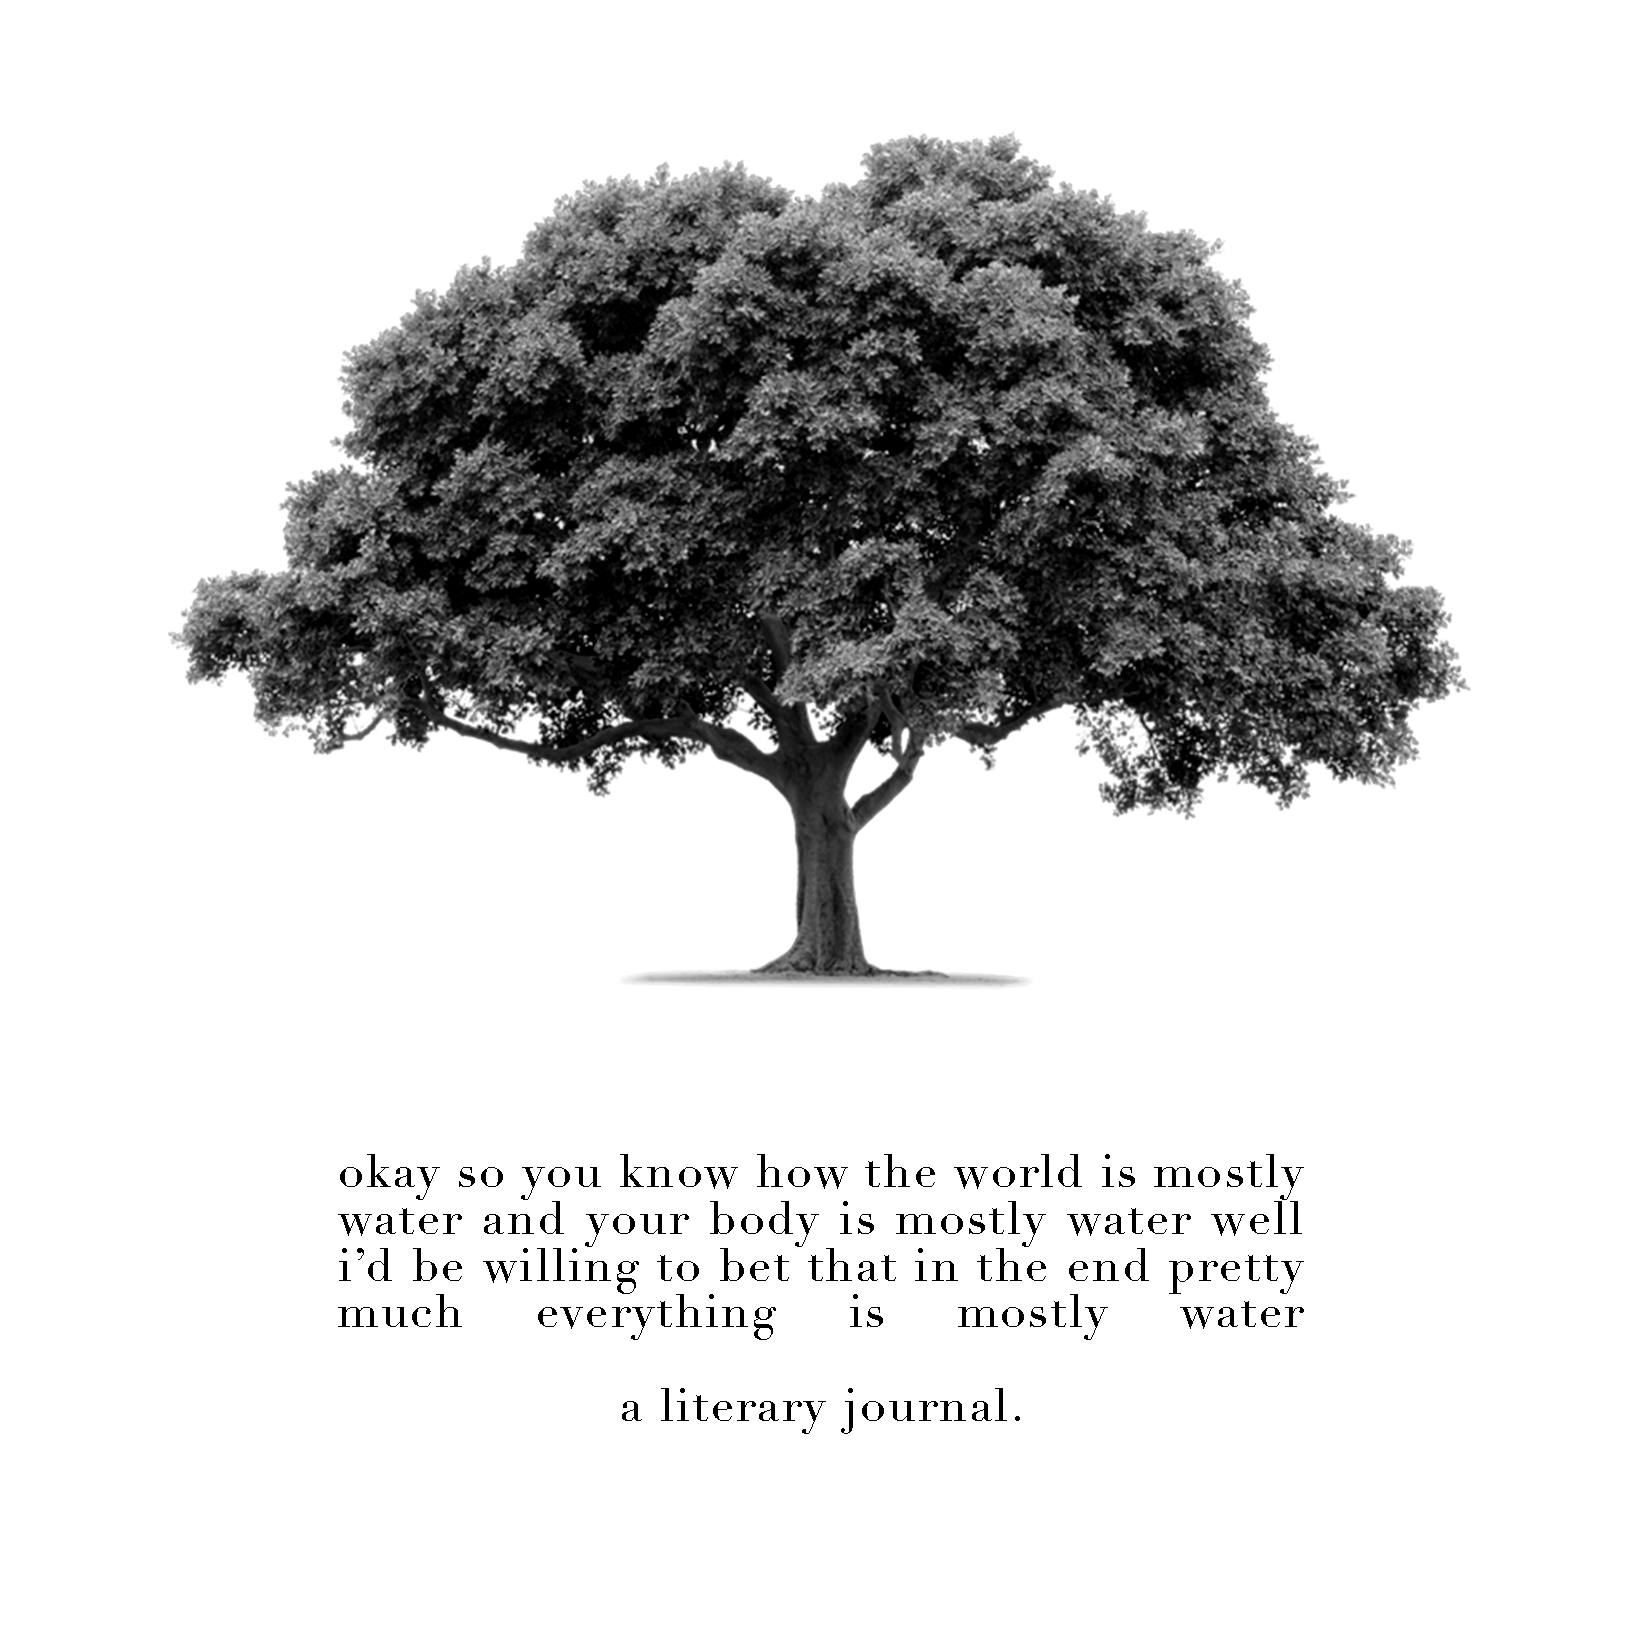 okay so you know how the world is mostly
water and your body is mostly water well
i’d be willing to bet that in the end pretty
much everything is mostly water
a literary journal.